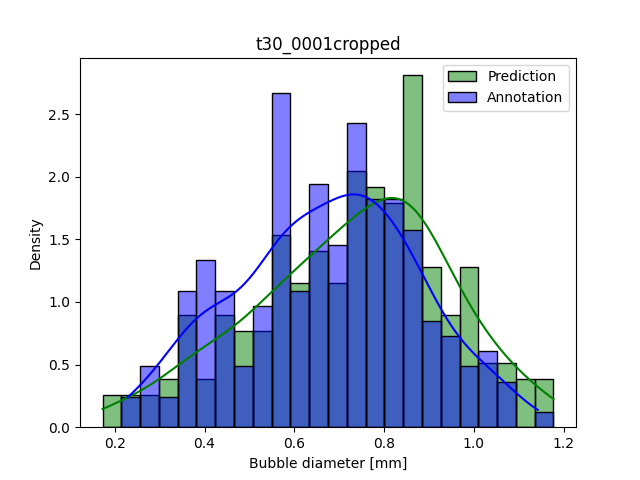 t30_0001cropped
Prediction
Annotation
Density
2.5
2.0
1.5
1.0
0.5
0.0
0.2 0.4 0.6 0.8 1.0 1.2
Bubble diameter [mm]